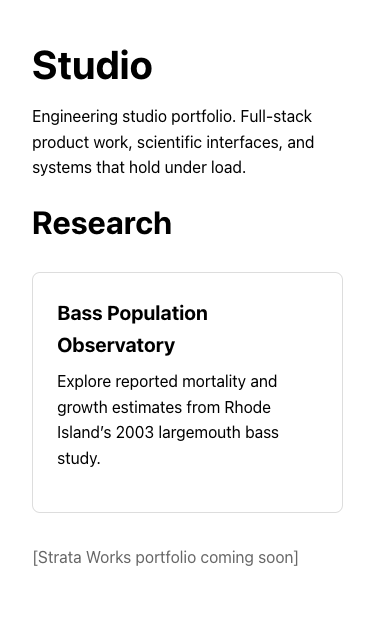 Studio
Engineering studio portfolio. Full-stack
product work, scientific interfaces, and
systems that hold under load.
Research
Bass Population
Observatory
Explore reported mortality and
growth estimates from Rhode
Island’s 2003 largemouth bass
study.
[Strata Works portfolio coming soon]